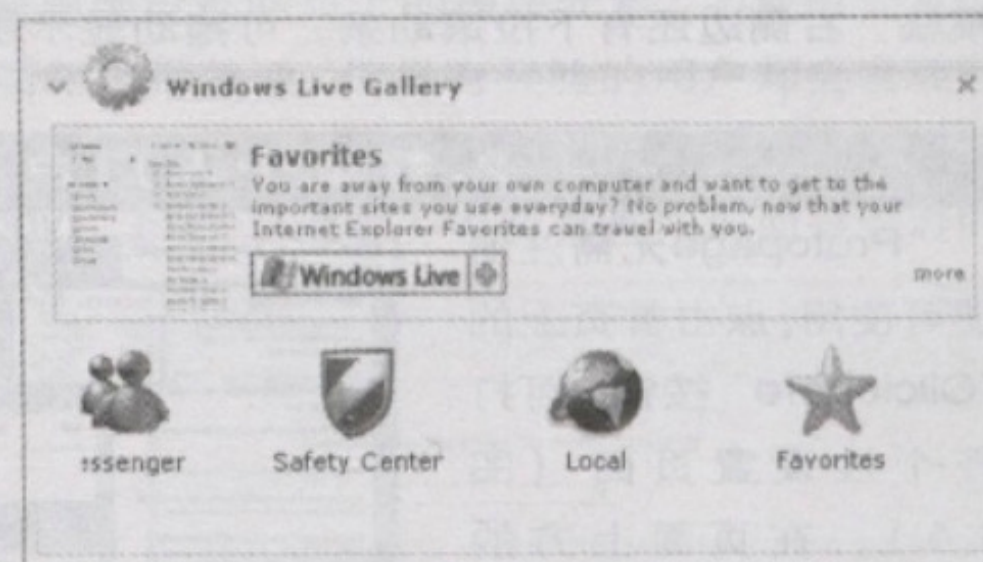 Windows Live Gallery
Favorites
You are away from your own computer and want to get to the
important sites you use everyday? No problem, now that your
Internet Explorer Favorites can travel with you.
Windows Live
more
ssenger
Safety Center
Local
Favorites